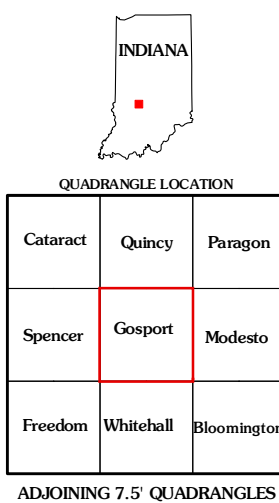 INDIANA
QUADRANGLE LOCATION
Cataract Quincy Paragon
Spencer Gosport Modesto
Freedom Whitehall Bloomington
ADJOINING 7.5' QUADRANGLES